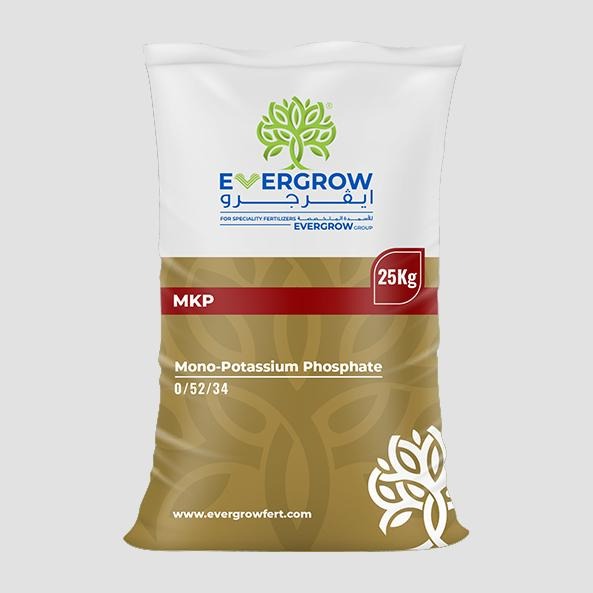 ®
EVERGROW
ايفرجرو
FOR SPECIALITY FERTILIZERS للأسمدة المتخصصة
EVERGROW GROUP
25Kg
MKP
Mono-Potassium Phosphate
0/52/34
www.evergrowfert.com